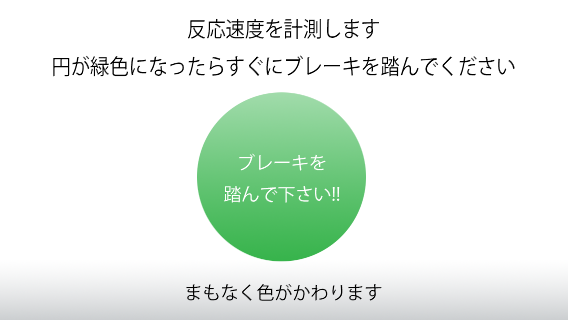 反応速度を計測します
円が緑色になったらすぐにブレーキを踏んでください
ブレーキを
踏んで下さい!!
まもなく色がかわります